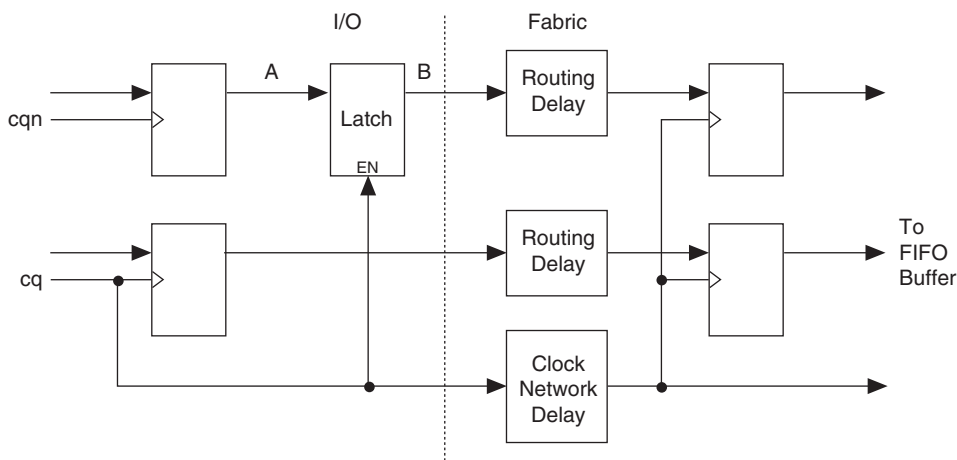 I/O
Fabric
A
B
Routing
Delay
cqn
Latch
EN
Routing
Delay
To
FIFO
Buffer
cq
Clock
Network
Delay